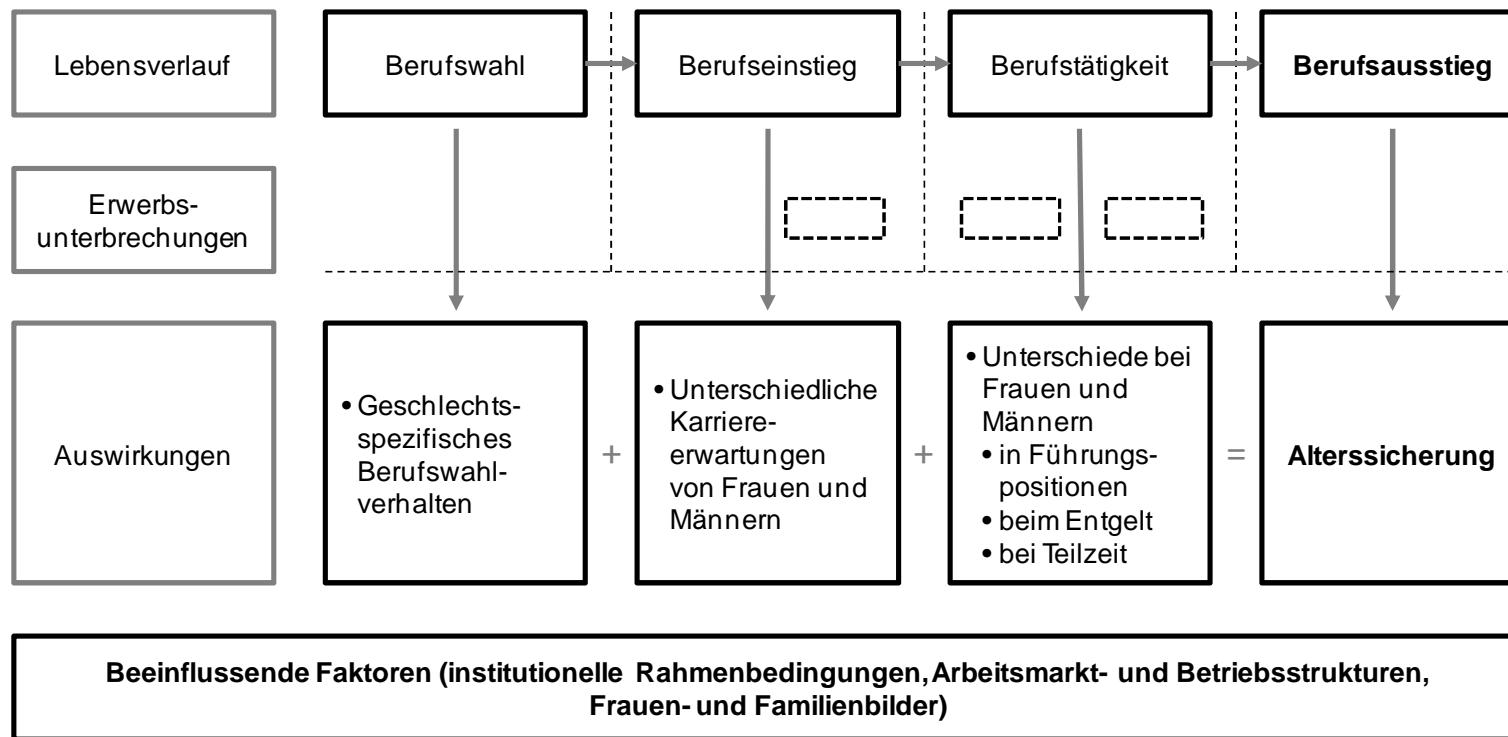 Lebensverlauf
Berufswahl
Berufseinstieg
Berufstätigkeit
Berufsausstieg
Erwerbs-
unterbrechungen
Auswirkungen
• Geschlechts-
spezifisches
Berufswahl-
verhalten
+
• Unterschiedliche
Karriere-
erwartungen
von Frauen und
Männern
+
• Unterschiede bei
Frauen und
Männern
• in Führungs-
positionen
• beim Entgelt
• bei Teilzeit
=
Alterssicherung
Beeinflussende Faktoren (institutionelle Rahmenbedingungen, Arbeitsmarkt- und Betriebsstrukturen,
Frauen- und Familienbilder)